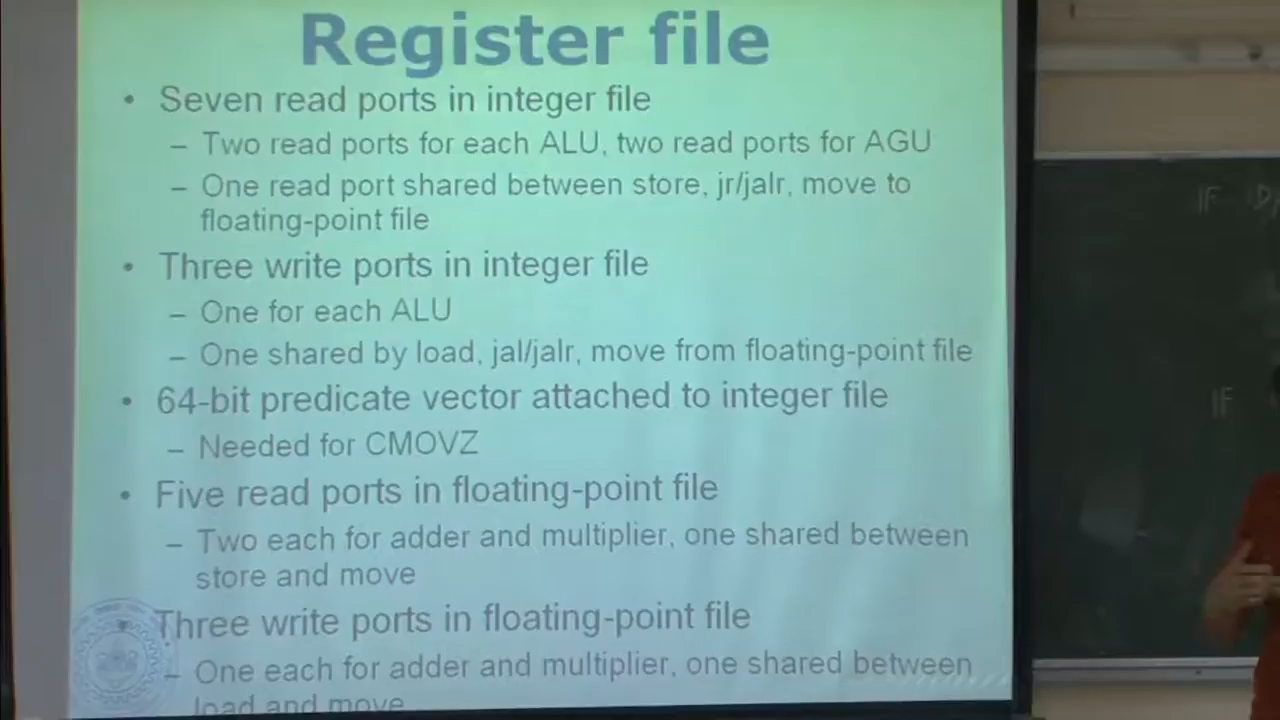 Register file
• Seven read ports in integer file
– Two read ports for each ALU, two read ports for AGU
– One read port shared between store, jr/jalr, move to
floating-point file
• Three write ports in integer file
– One for each ALU
– One shared by load, jal/jalr, move from floating-point file
• 64-bit predicate vector attached to integer file
– Needed for CMOVZ
• Five read ports in floating-point file
– Two each for adder and multiplier, one shared between
store and move
Three write ports in floating-point file
– One each for adder and multiplier, one shared between
load and move
IF
IF